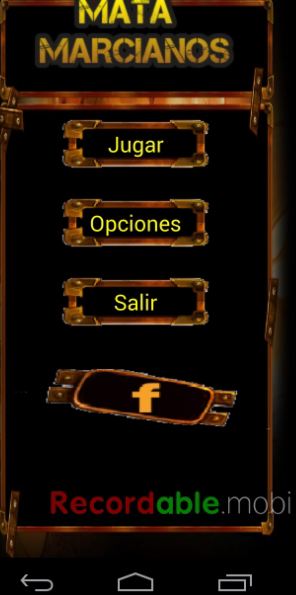 MATA
MARCIANOS
Jugar
Opciones
Salir
f
Recordable.mobi